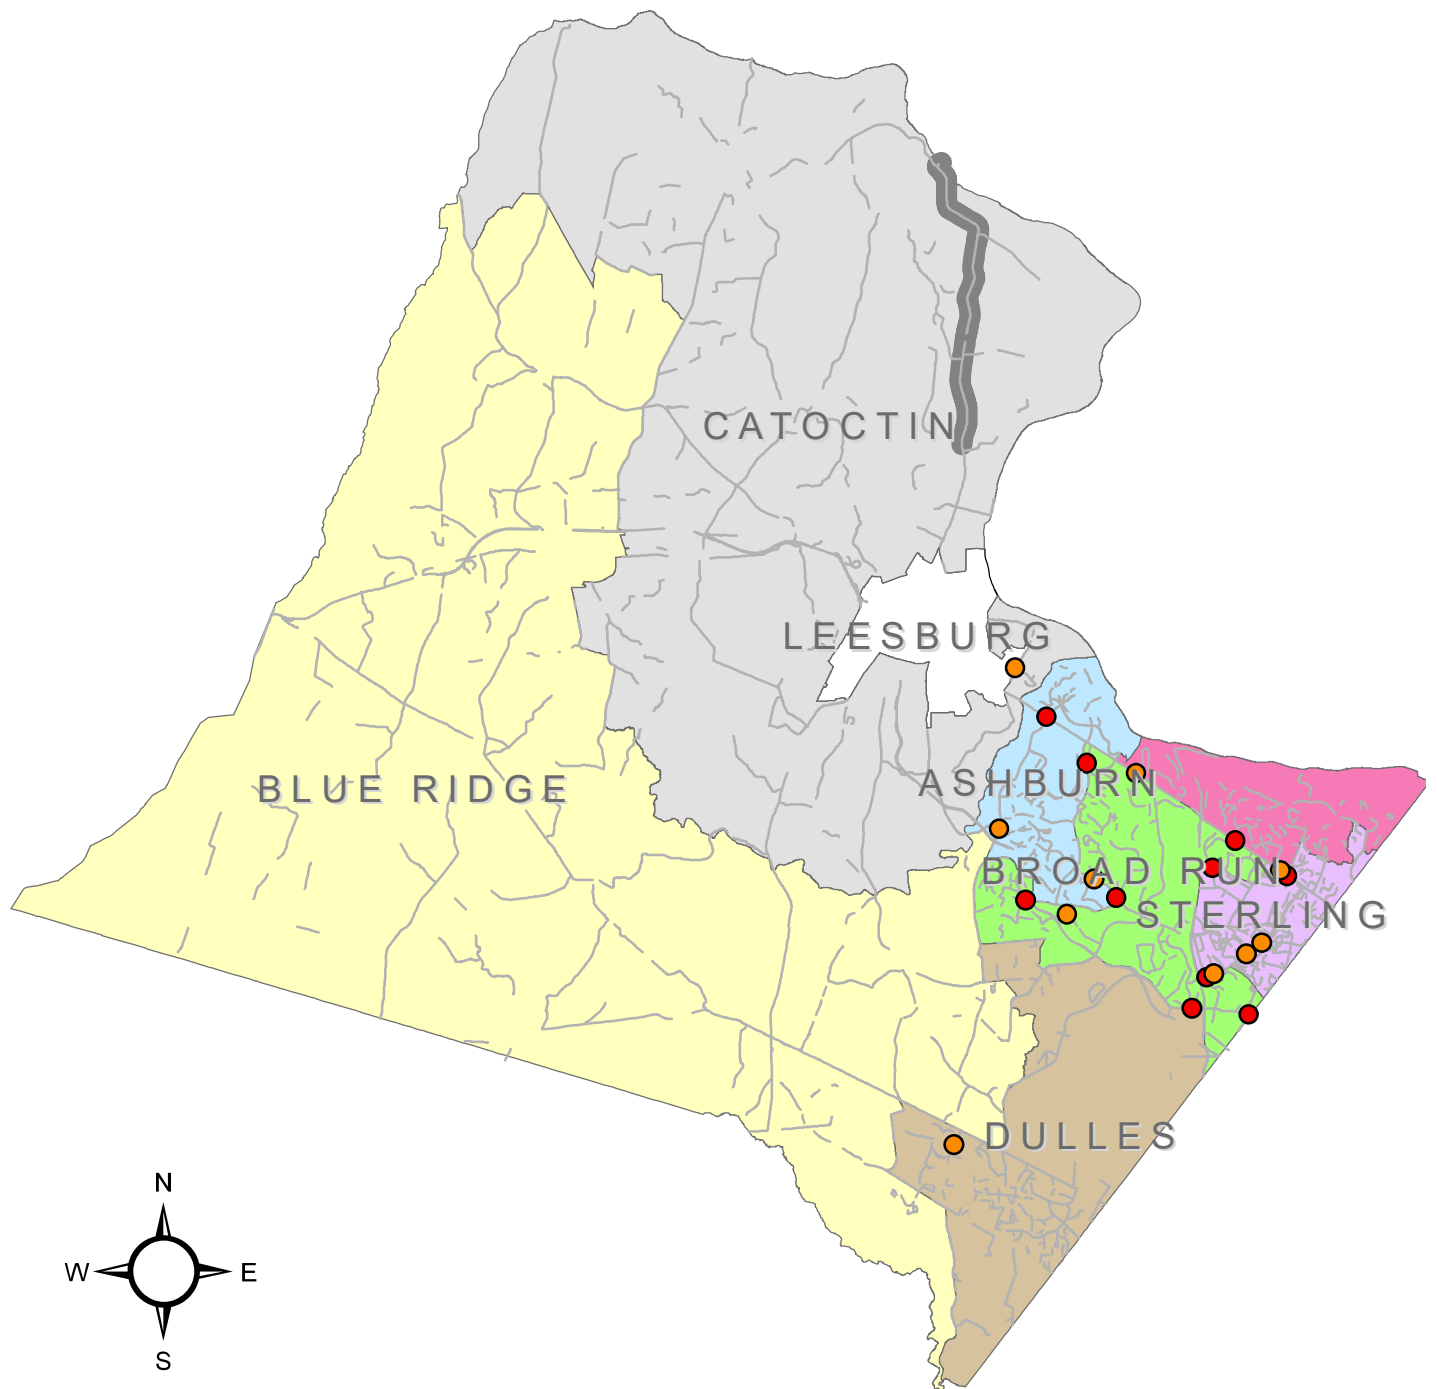 CATOCTIN
LEESBURG
ASHBURN
BLUE RIDGE
BROAD RUN
STERLING
DULLES
N
W
E
S